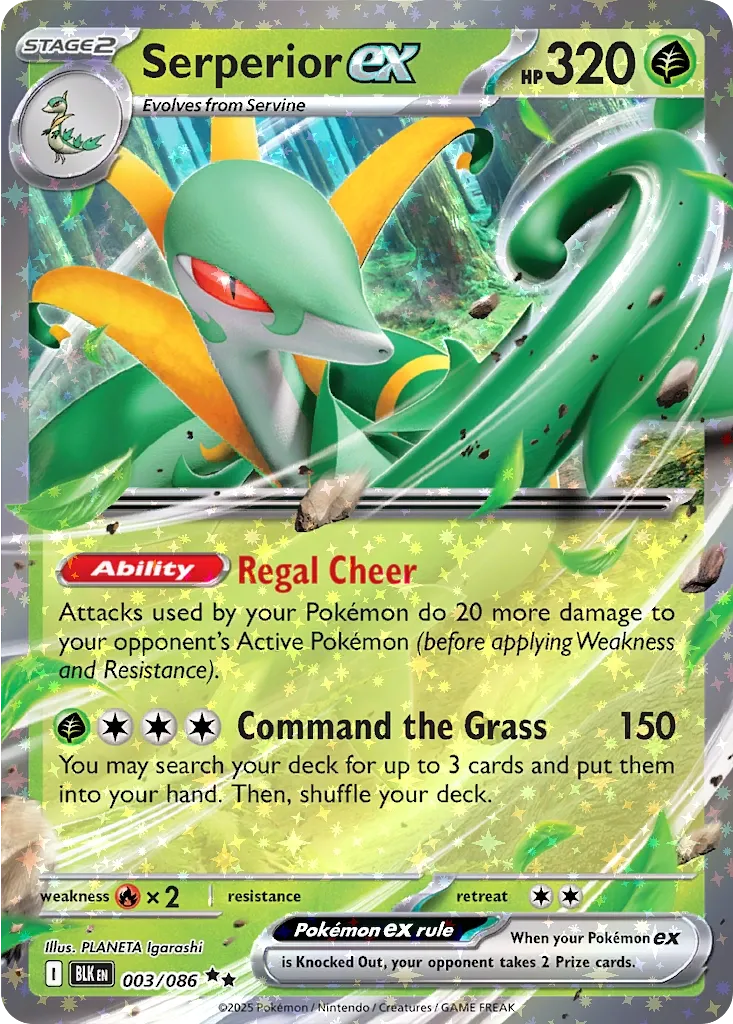 STAGE2
Serperior ex
HP 320
Evolves from Servine
Ability Regal Cheer
Attacks used by your Pokémon do 20 more damage to
your opponent's Active Pokémon (before applying Weakness
and Resistance).
Command the Grass 150
You may search your deck for up to 3 cards and put them
into your hand. Then, shuffle your deck.
weakness ×2 resistance retreat
Illus. PLANETA Igarashi
Pokémon ex rule
When your Pokémon ex
is Knocked Out, your opponent takes 2 Prize cards.
I BLK EN 003/086 ★★
©2025 Pokémon / Nintendo / Creatures / GAME FREAK